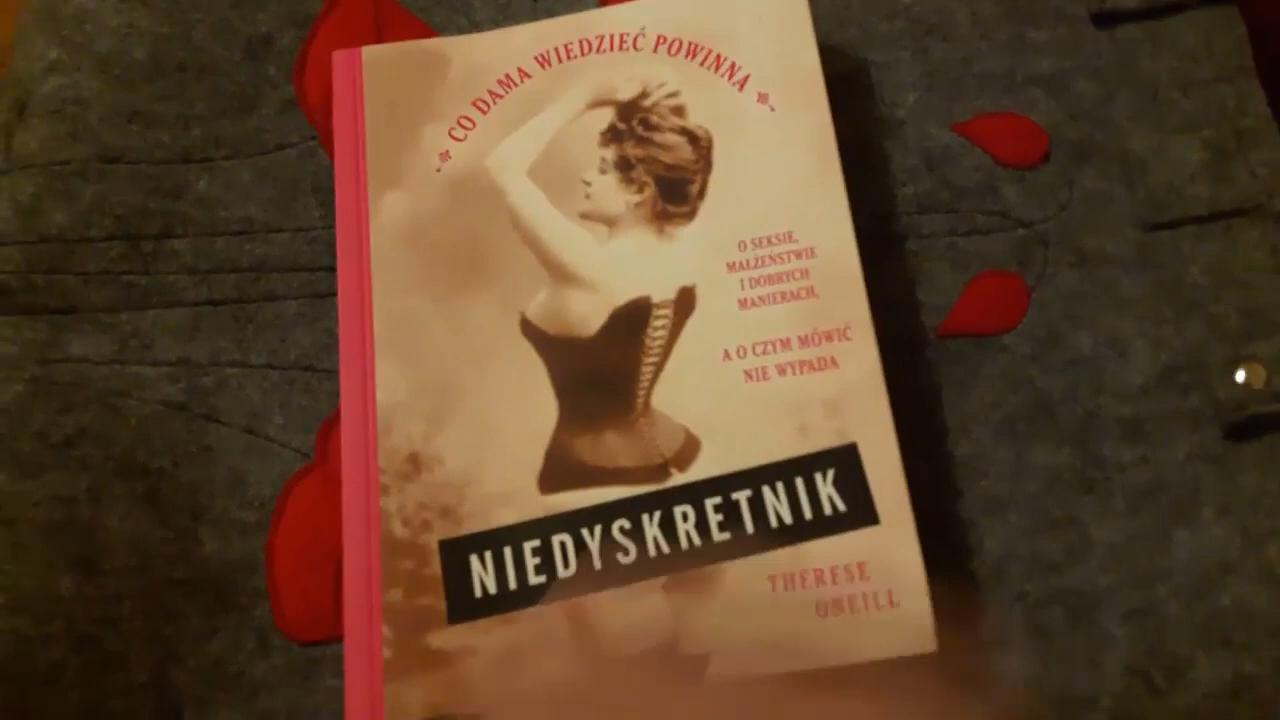 CO DAMA WIEDZIEĆ POWINNA
O SEKSIE,
MAŁŻEŃSTWIE
I DOBRYCH
MANIERACH,
A O CZYM MÓWIĆ
NIE WYPADA
NIEDYSKRETNIK
THERESE
ONEILL